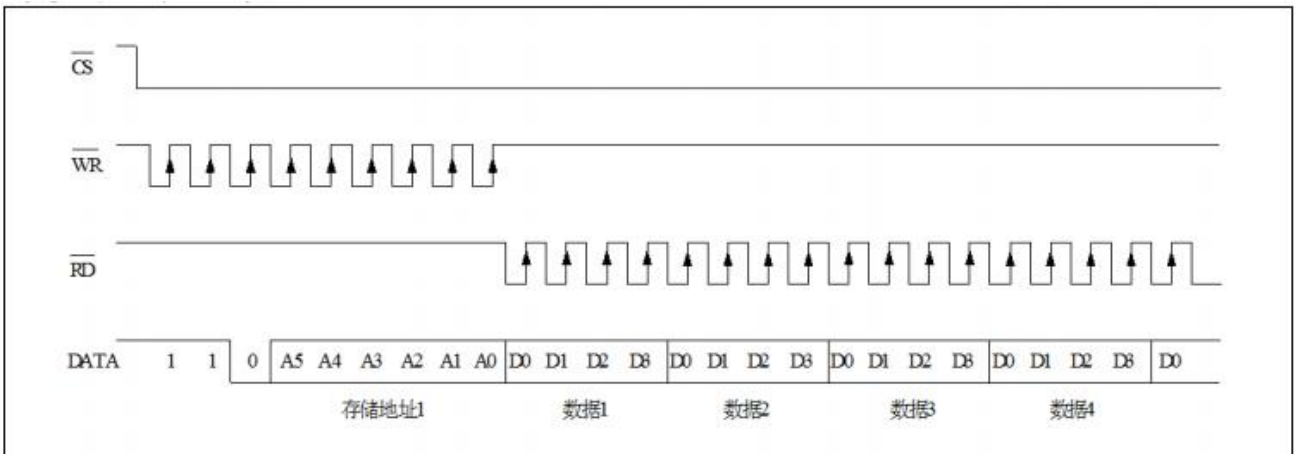 CS
WR
RD
DATA 1 1 0 A5 A4 A3 A2 A1 A0 D0 D1 D2 D3 D0 D1 D2 D3 D0 D1 D2 D3 D0 D1 D2 D3 D0
存储地址1 数据1 数据2 数据3 数据4